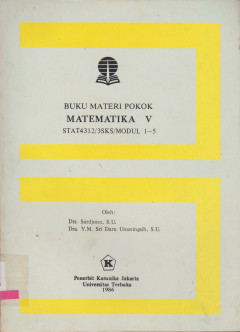 BUKU MATERI POKOK
MATEMATIKA V
STAT4312/3SKS/MODUL 1-5
Oleh:
Drs. Sardjono, S.U.
Dra. Y.M. Sri Daru Unoningsih, S.U.
K
Penerbit Karunika Jakarta
Universitas Terbuka
1986